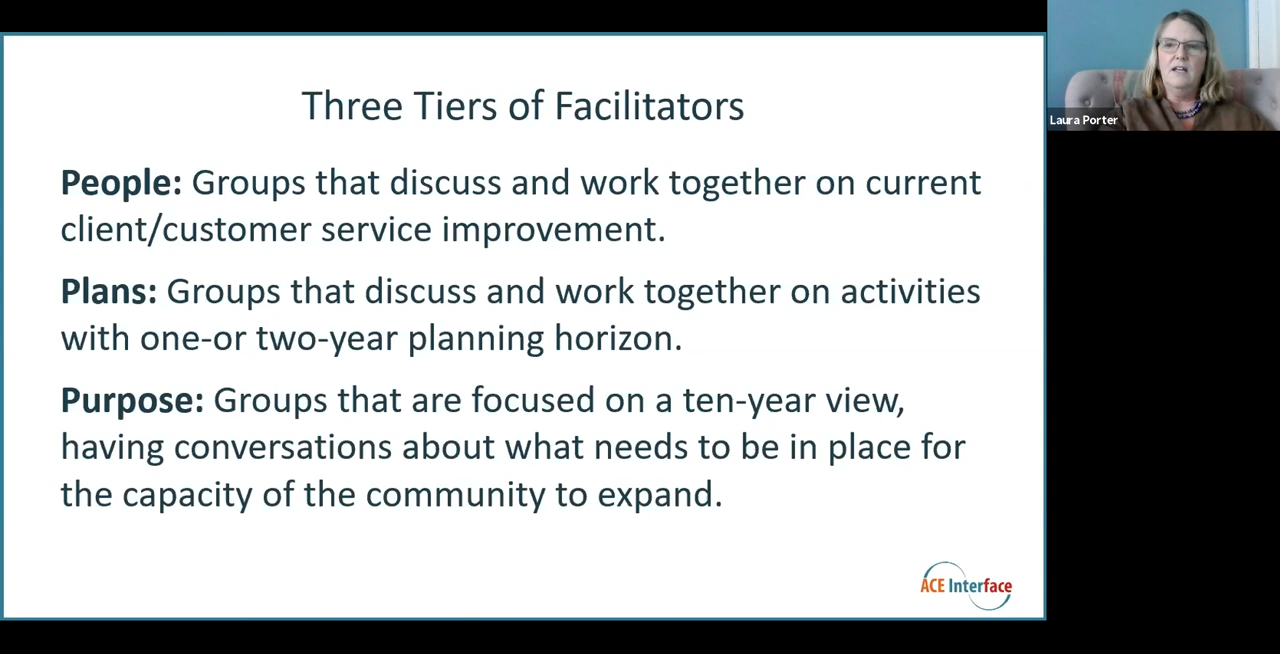 Three Tiers of Facilitators
People: Groups that discuss and work together on current
client/customer service improvement.
Plans: Groups that discuss and work together on activities
with one-or two-year planning horizon.
Purpose: Groups that are focused on a ten-year view,
having conversations about what needs to be in place for
the capacity of the community to expand.
ACE Interface
Laura Porter